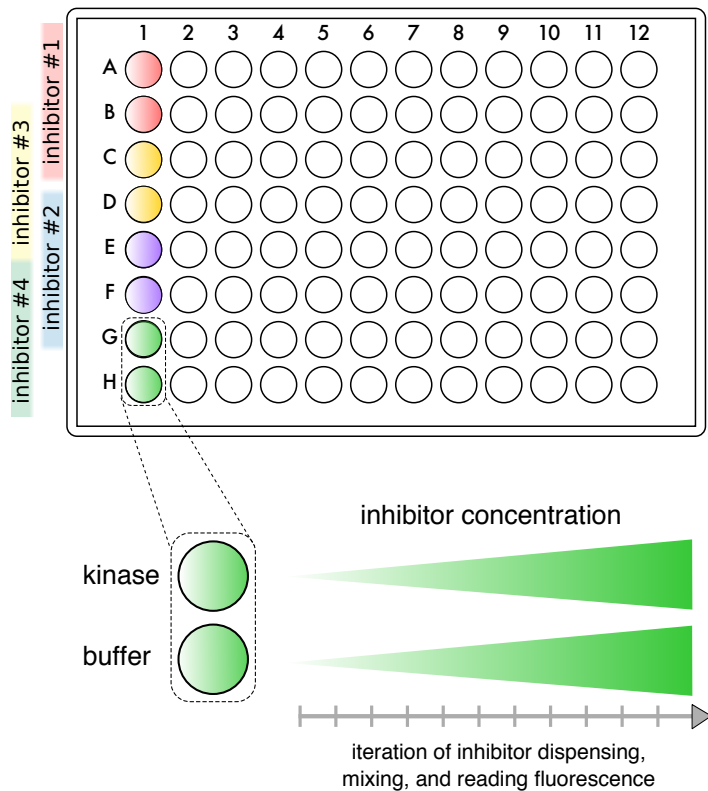 1 2 3 4 5 6 7 8 9 10 11 12
A
B
C
D
E
F
G
H
inhibitor #1
inhibitor #3
inhibitor #2
inhibitor #4
inhibitor concentration
kinase
buffer
iteration of inhibitor dispensing,
mixing, and reading fluorescence